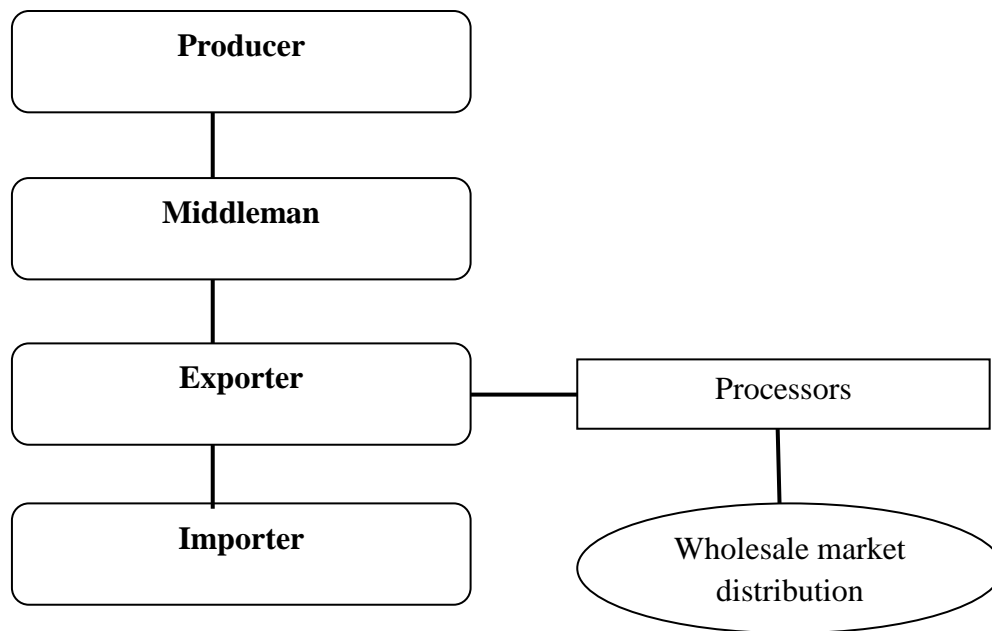 Producer
Middleman
Exporter
Processors
Importer
Wholesale market
distribution